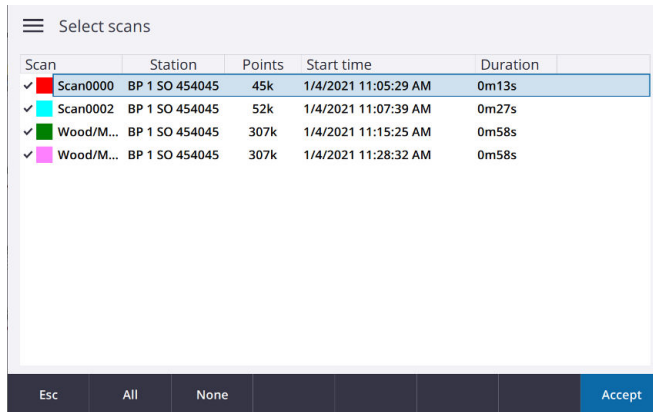 Select scans
Scan Station Points Start time Duration
Scan0000 BP 1 SO 454045 45k 1/4/2021 11:05:29 AM 0m13s
Scan0002 BP 1 SO 454045 52k 1/4/2021 11:07:39 AM 0m27s
Wood/M... BP 1 SO 454045 307k 1/4/2021 11:15:25 AM 0m58s
Wood/M... BP 1 SO 454045 307k 1/4/2021 11:28:32 AM 0m58s
Esc All None Accept